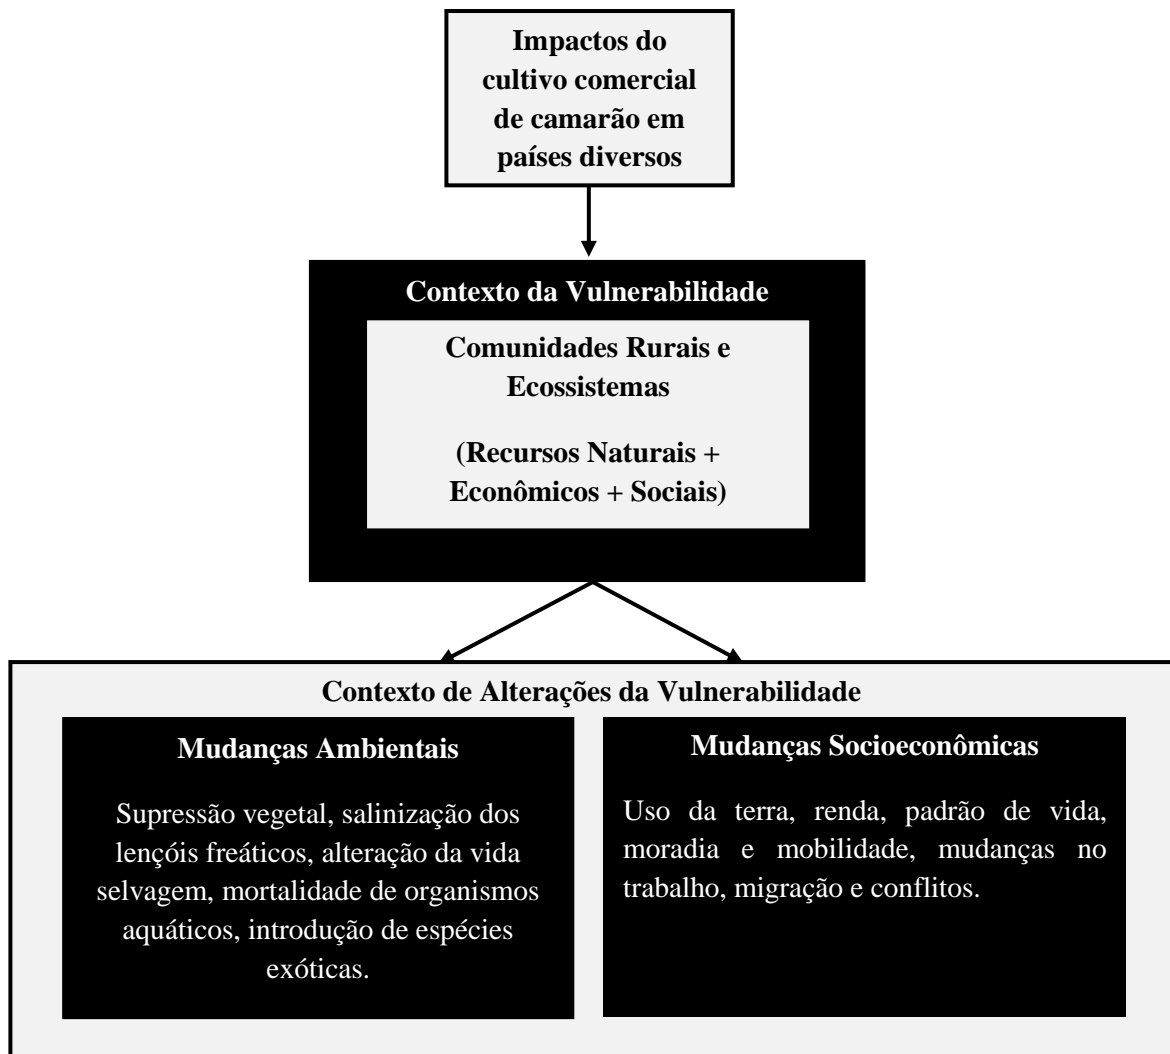 Impactos do
cultivo comercial
de camarão em
países diversos
Contexto da Vulnerabilidade
Comunidades Rurais e
Ecossistemas
(Recursos Naturais +
Econômicos + Sociais)
Contexto de Alterações da Vulnerabilidade
Mudanças Ambientais
Supressão vegetal, salinização dos
lençóis freáticos, alteração da vida
selvagem, mortalidade de organismos
aquáticos, introdução de espécies
exóticas.
Mudanças Socioeconômicas
Uso da terra, renda, padrão de vida,
moradia e mobilidade, mudanças no
trabalho, migração e conflitos.